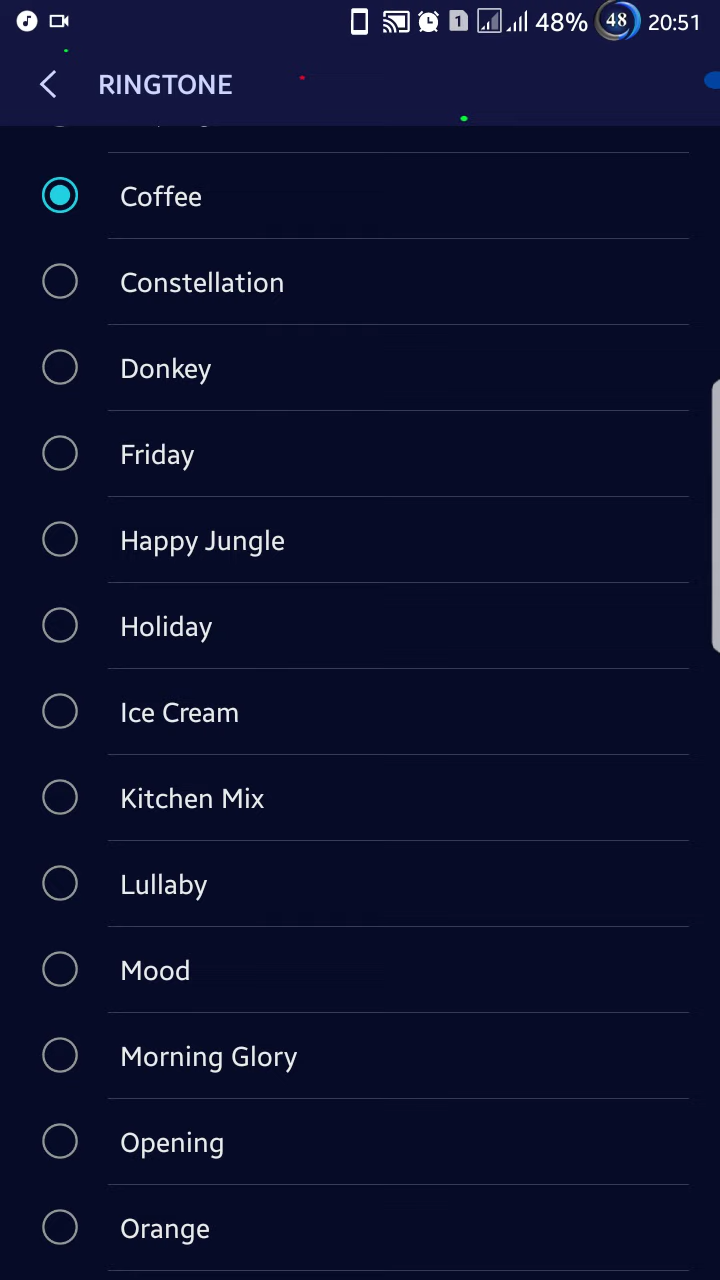 1 48% 48 20:51
RINGTONE
Coffee
Constellation
Donkey
Friday
Happy Jungle
Holiday
Ice Cream
Kitchen Mix
Lullaby
Mood
Morning Glory
Opening
Orange